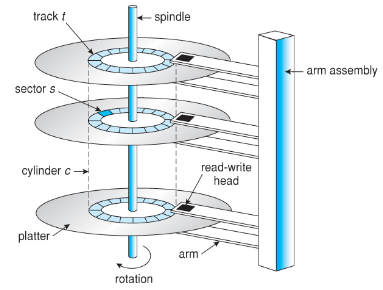 track t
spindle
arm assembly
sector s
cylinder c
read-write
head
platter
arm
rotation